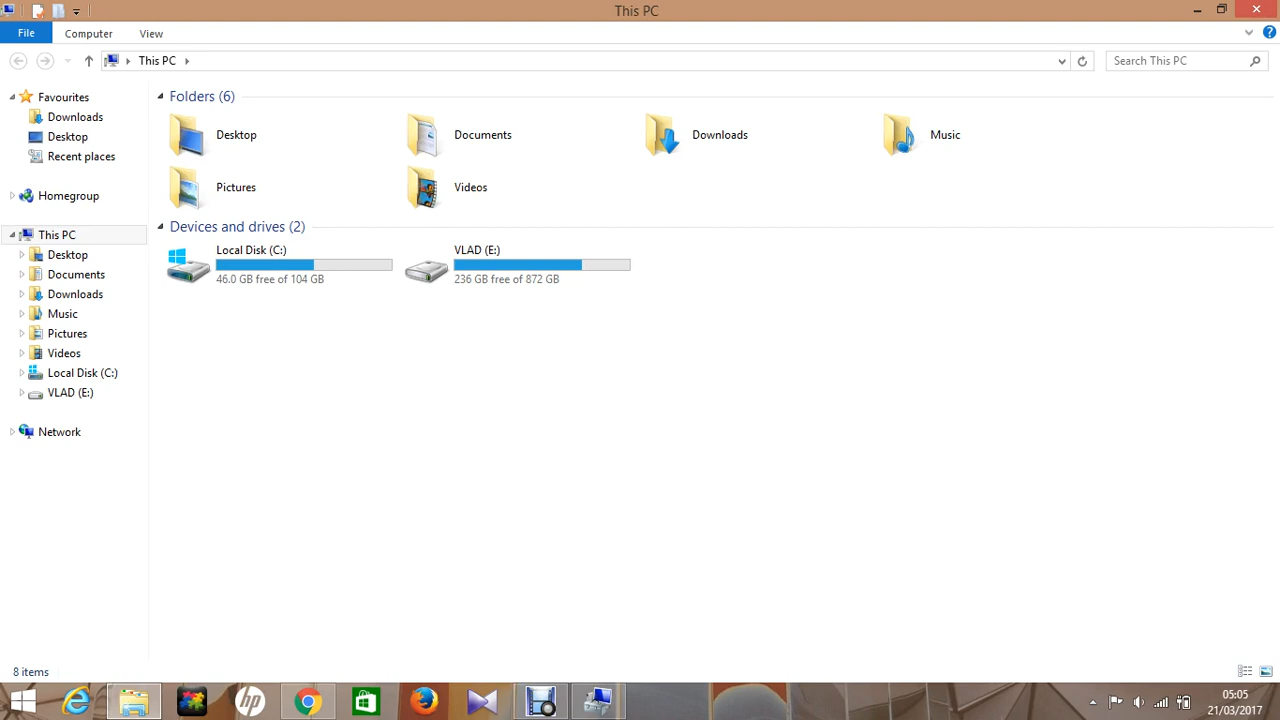 This PC
File
Computer
View
This PC
Search This PC
Favourites
Downloads
Desktop
Recent places
Homegroup
This PC
Desktop
Documents
Downloads
Music
Pictures
Videos
Local Disk (C:)
VLAD (E:)
Network
Folders (6)
Desktop
Documents
Downloads
Music
Pictures
Videos
Devices and drives (2)
Local Disk (C:)
46.0 GB free of 104 GB
VLAD (E:)
236 GB free of 872 GB
8 items
hp
05:05
21/03/2017